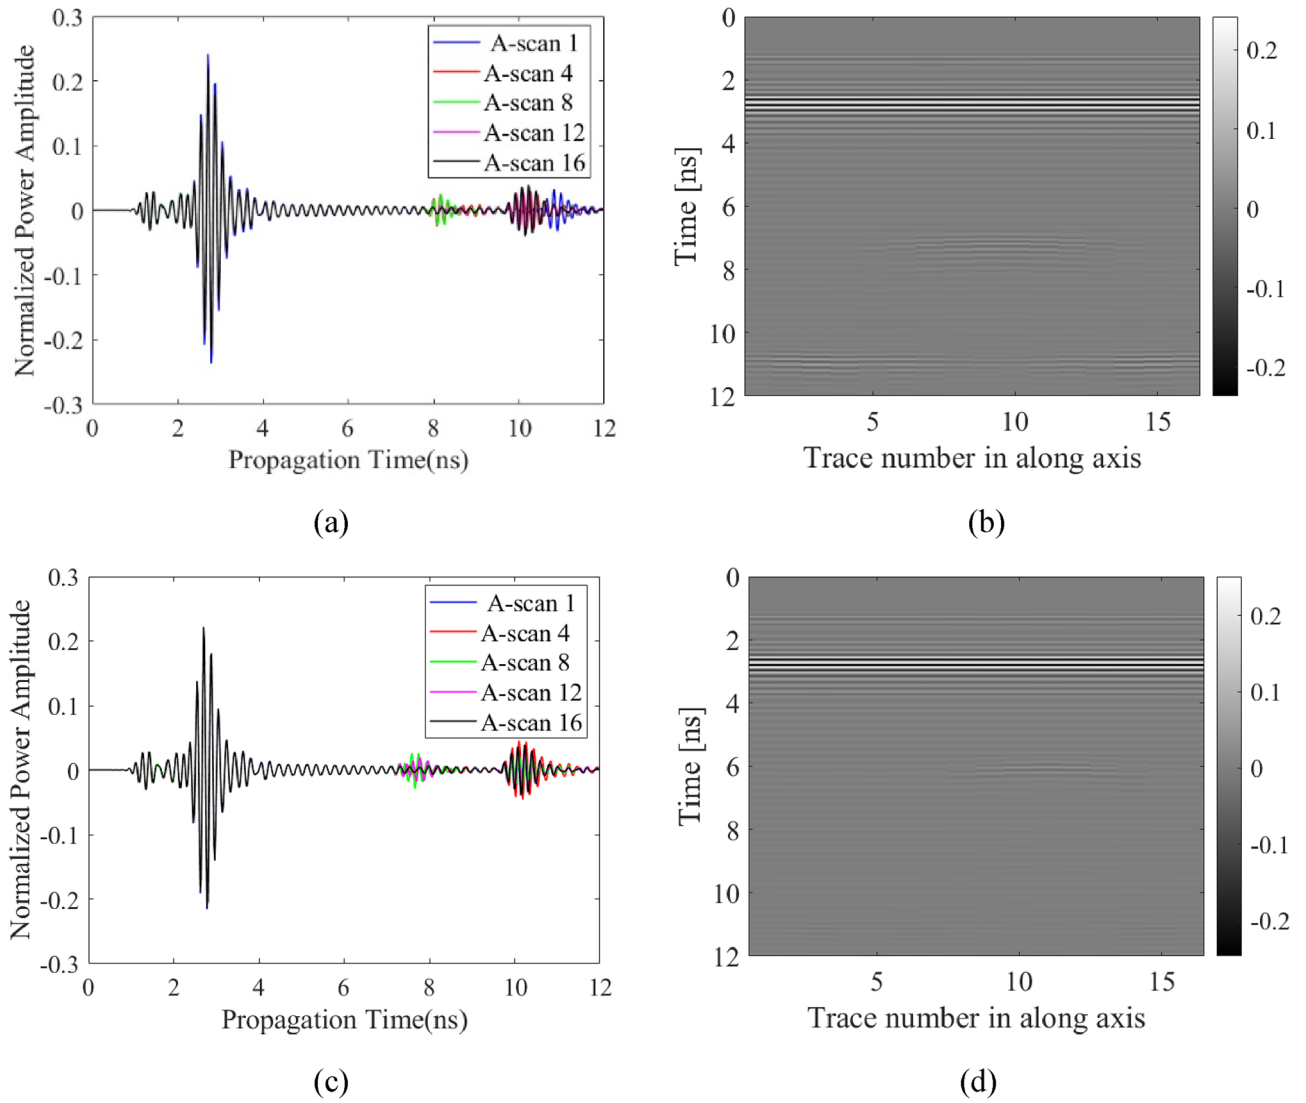 0.3
0.2
0.1
0
-0.1
-0.2
-0.3
Normalized Power Amplitude
A-scan 1
A-scan 4
A-scan 8
A-scan 12
A-scan 16
0 2 4 6 8 10 12
Propagation Time(ns)
(a)
0
2
4
6
8
10
12
Time [ns]
5 10 15
Trace number in along axis
0.2
0.1
0
-0.1
-0.2
(b)
0.3
0.2
0.1
0
-0.1
-0.2
-0.3
Normalized Power Amplitude
A-scan 1
A-scan 4
A-scan 8
A-scan 12
A-scan 16
0 2 4 6 8 10 12
Propagation Time(ns)
(c)
0
2
4
6
8
10
12
Time [ns]
5 10 15
Trace number in along axis
0.2
0.1
0
-0.1
-0.2
(d)